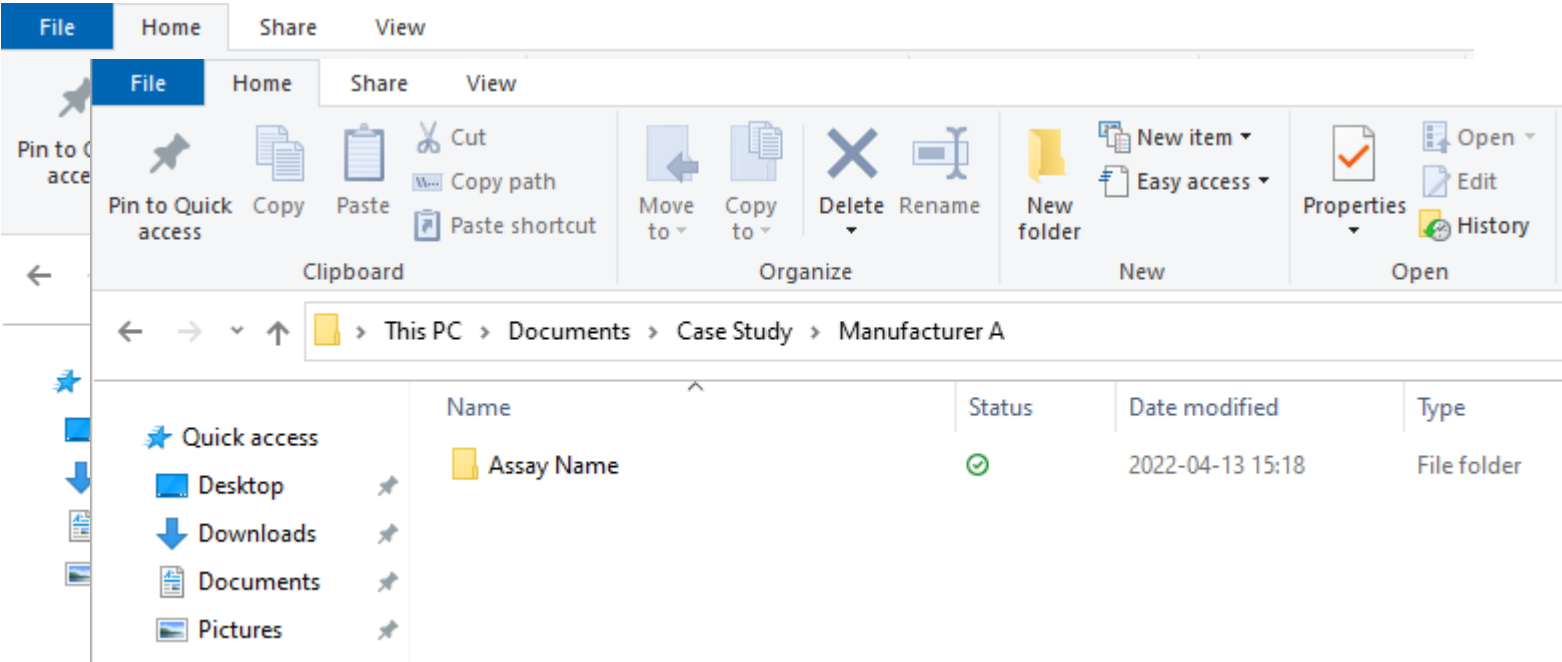 File Home Share View
File Home Share View
Pin to
acce
Pin to Quick access
Copy
Paste
Cut
Copy path
Paste shortcut
Move to
Copy to
Delete
Rename
New folder
New item
Easy access
Properties
Open
Edit
History
Clipboard Organize New Open
This PC > Documents > Case Study > Manufacturer A
Name Status Date modified Type
Quick access
Assay Name 2022-04-13 15:18 File folder
Desktop
Downloads
Documents
Pictures